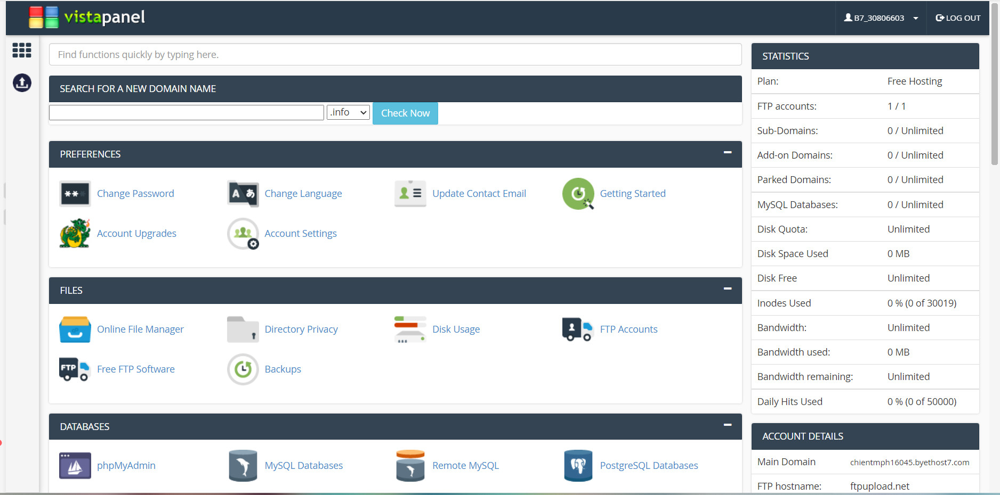 vistapanel
B7_30806603
LOG OUT
Find functions quickly by typing here.
SEARCH FOR A NEW DOMAIN NAME
.info
Check Now
PREFERENCES
Change Password
Change Language
Update Contact Email
Getting Started
Account Upgrades
Account Settings
FILES
Online File Manager
Directory Privacy
Disk Usage
FTP Accounts
FTP
Free FTP Software
Backups
DATABASES
phpMyAdmin
MySQL Databases
Remote MySQL
PostgreSQL Databases
STATISTICS
Plan: Free Hosting
FTP accounts: 1 / 1
Sub-Domains: 0 / Unlimited
Add-on Domains: 0 / Unlimited
Parked Domains: 0 / Unlimited
MySQL Databases: 0 / Unlimited
Disk Quota: Unlimited
Disk Space Used 0 MB
Disk Free Unlimited
Inodes Used 0 % (0 of 30019)
Bandwidth: Unlimited
Bandwidth used: 0 MB
Bandwidth remaining: Unlimited
Daily Hits Used 0 % (0 of 50000)
ACCOUNT DETAILS
Main Domain chientmph16045.byethost7.com
FTP hostname: ftpupload.net